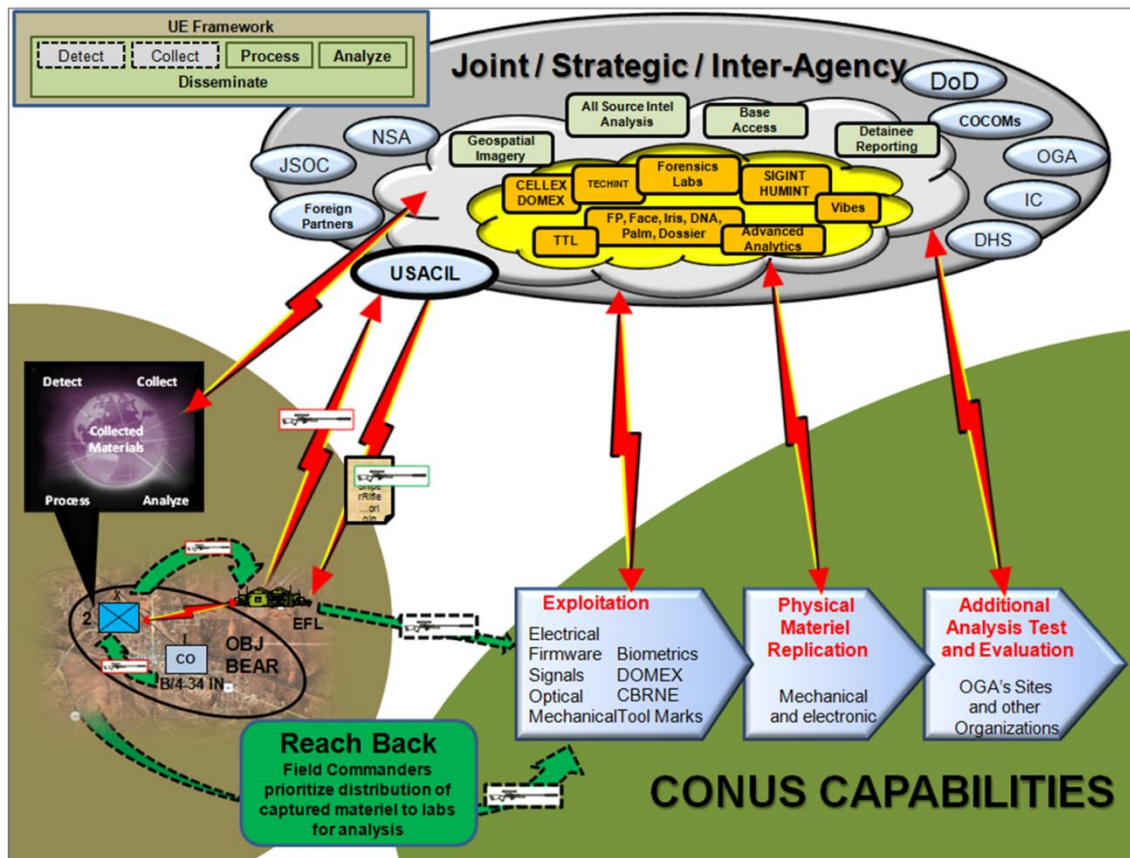 UE Framework
Detect
Collect
Process
Analyze
Disseminate
Joint / Strategic / Inter-Agency
DoD
NSA
JSOC
Foreign
Partners
COCOMs
OGA
IC
DHS
All Source Intel
Analysis
Base
Access
Geospatial
Imagery
Detainee
Reporting
CELLEX
DOMEX
TECHINT
Forensics
Labs
SIGINT
HUMINT
Vibes
TTL
FP, Face, Iris, DNA,
Palm, Dossier
Advanced
Analytics
USACIL
Detect
Collect
Collected
Materials
Process
Analyze
rRifle
X
2
I
CO
B/4-34 IN
OBJ
BEAR
EFL
Exploitation
Electrical
Firmware Biometrics
Signals DOMEX
Optical CBRNE
Mechanical Tool Marks
Physical
Materiel
Replication
Mechanical
and electronic
Additional
Analysis Test
and Evaluation
OGA's Sites
and other
Organizations
Reach Back
Field Commanders
prioritize distribution of
captured materiel to labs
for analysis
CONUS CAPABILITIES